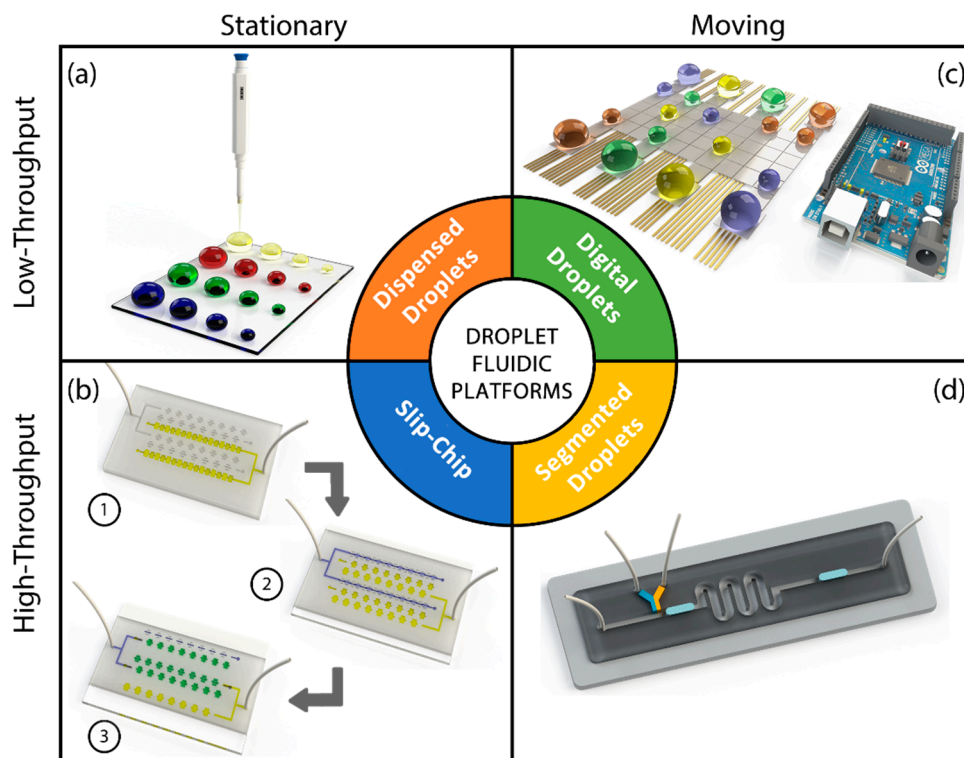 Stationary
Moving
Low-Throughput
High-Throughput
(a)
(c)
Dispensed
Droplets
Digital
Droplets
DROPLET
FLUIDIC
PLATFORMS
Slip-Chip
Segmented
Droplets
(b)
(d)
1
2
3